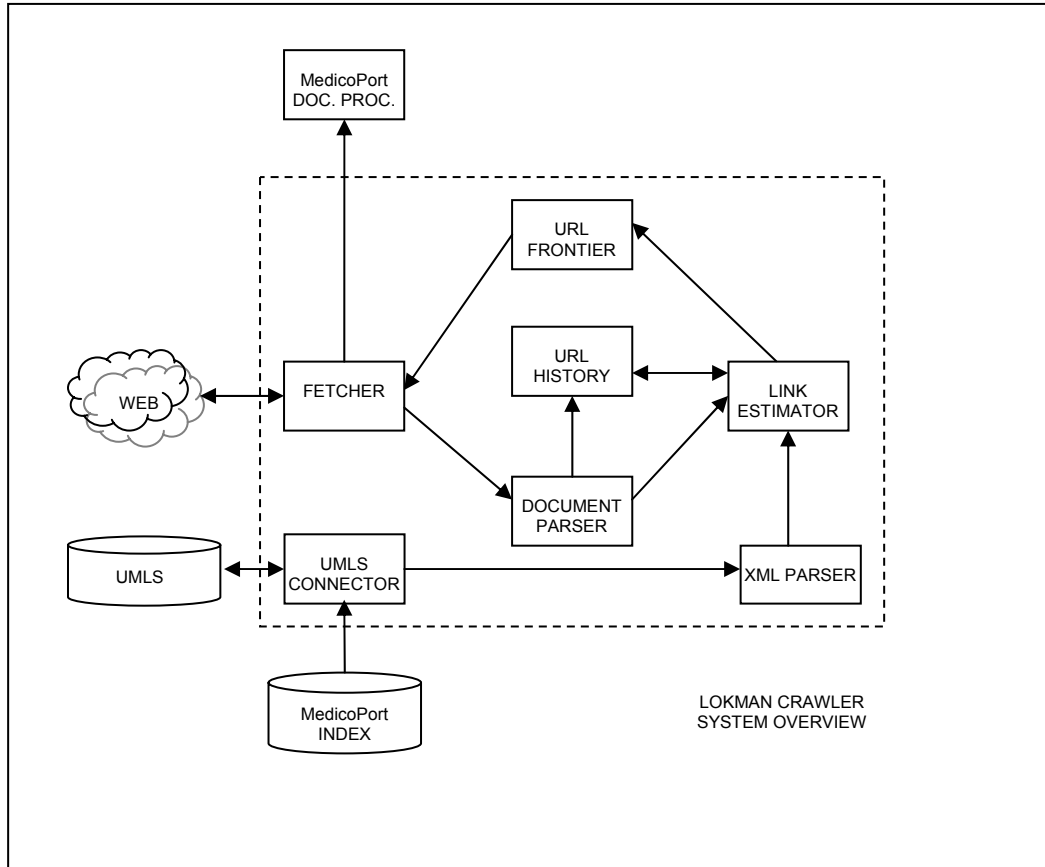 MedicoPort
DOC. PROC.
URL
FRONTIER
URL
HISTORY
WEB
FETCHER
LINK
ESTIMATOR
DOCUMENT
PARSER
UMLS
UMLS
CONNECTOR
XML PARSER
MedicoPort
INDEX
LOKMAN CRAWLER
SYSTEM OVERVIEW